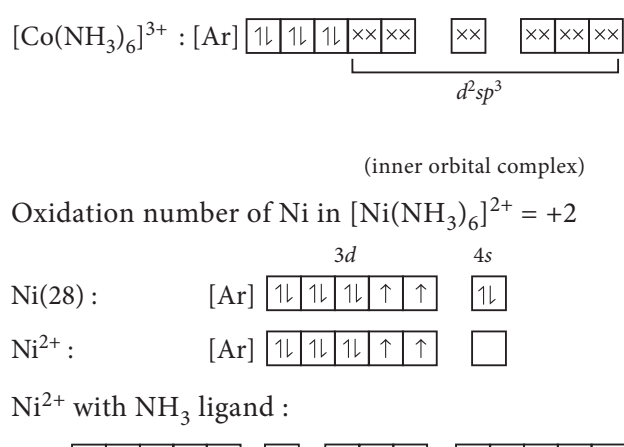 [Co(NH₃)₆]³⁺ : [Ar] ⥮ ⥮ ⥮ ×× ×× ×× ×× ×× ××
d²sp³
(inner orbital complex)
Oxidation number of Ni in [Ni(NH₃)₆]²⁺ = +2
3d 4s
Ni(28) : [Ar] ⥮ ⥮ ⥮ ↑ ↑ ⥮
Ni²⁺ : [Ar] ⥮ ⥮ ⥮ ↑ ↑
Ni²⁺ with NH₃ ligand :